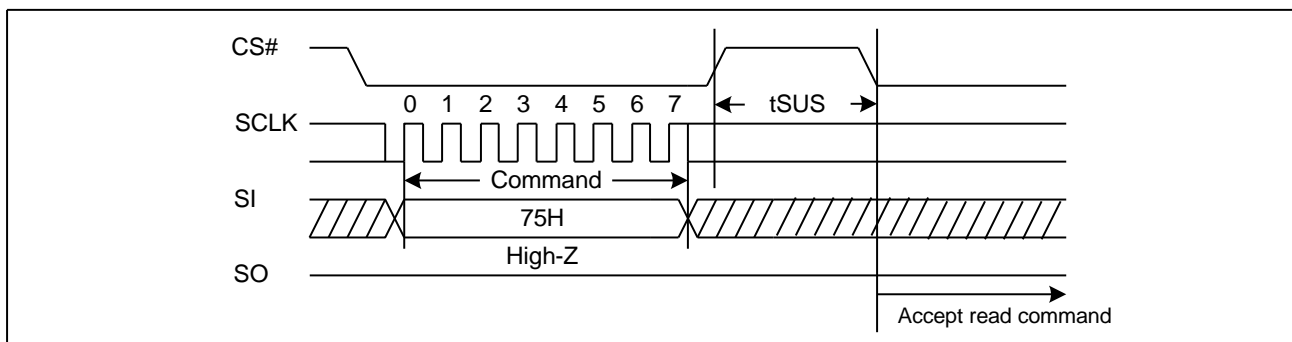 CS#
0 1 2 3 4 5 6 7
tSUS
SCLK
Command
SI
75H
High-Z
SO
Accept read command